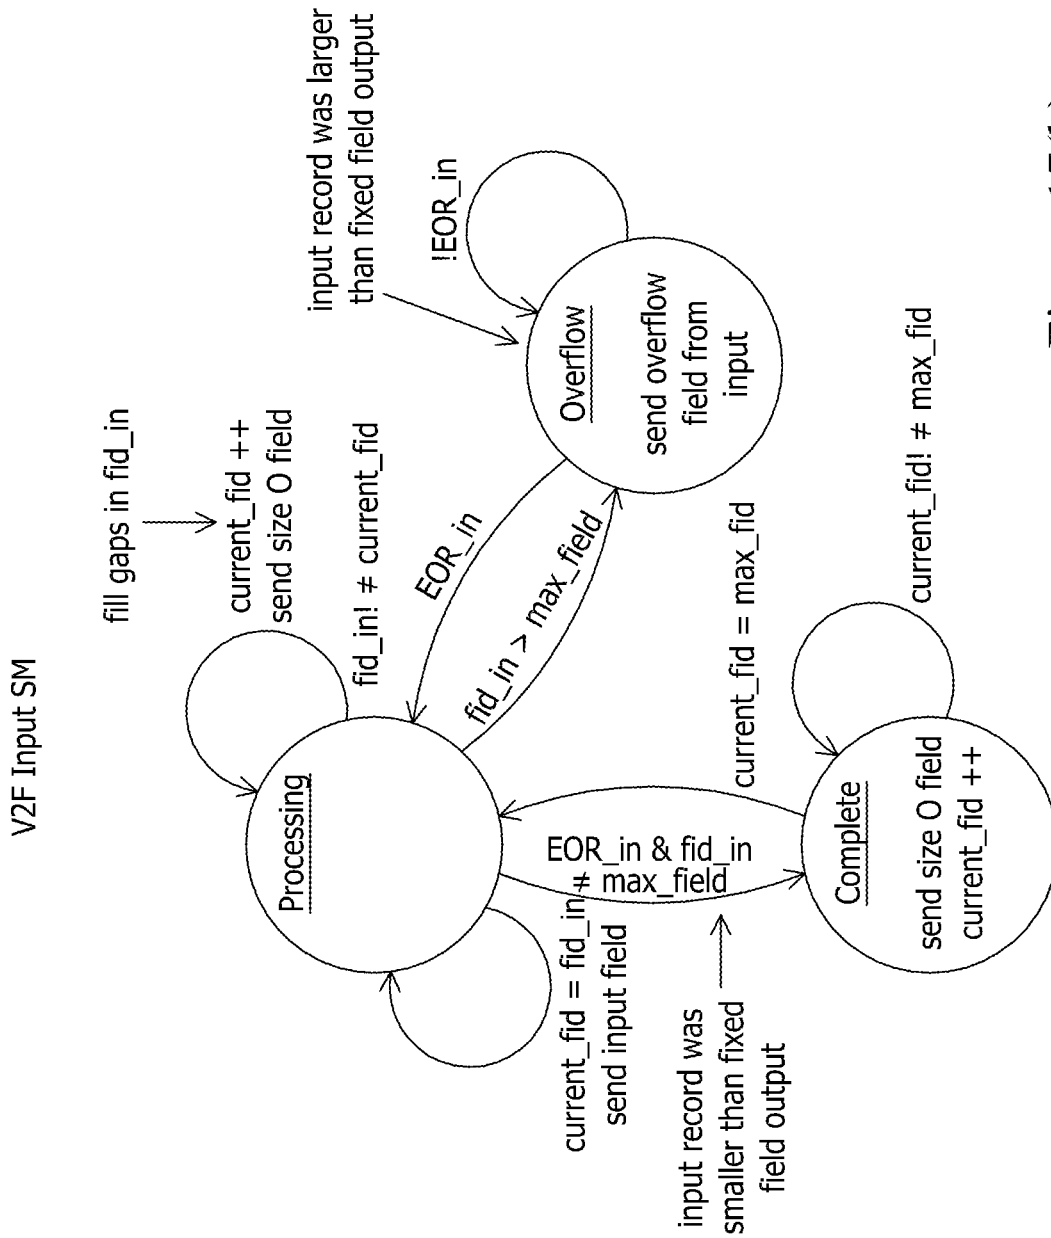 V2F Input SM
fill gaps in fid_in
current_fid ++
send size O field
fid_in! ≠ current_fid
input record was larger
than fixed field output
!EOR_in
Processing
EOR_in
fid_in > max_field
Overflow
send overflow
field from
input
current_fid = fid_in
send input field
EOR_in & fid_in
≠ max_field
current_fid = max_fid
input record was
smaller than fixed
field output
Complete
send size O field
current_fid ++
current_fid! ≠ max_fid